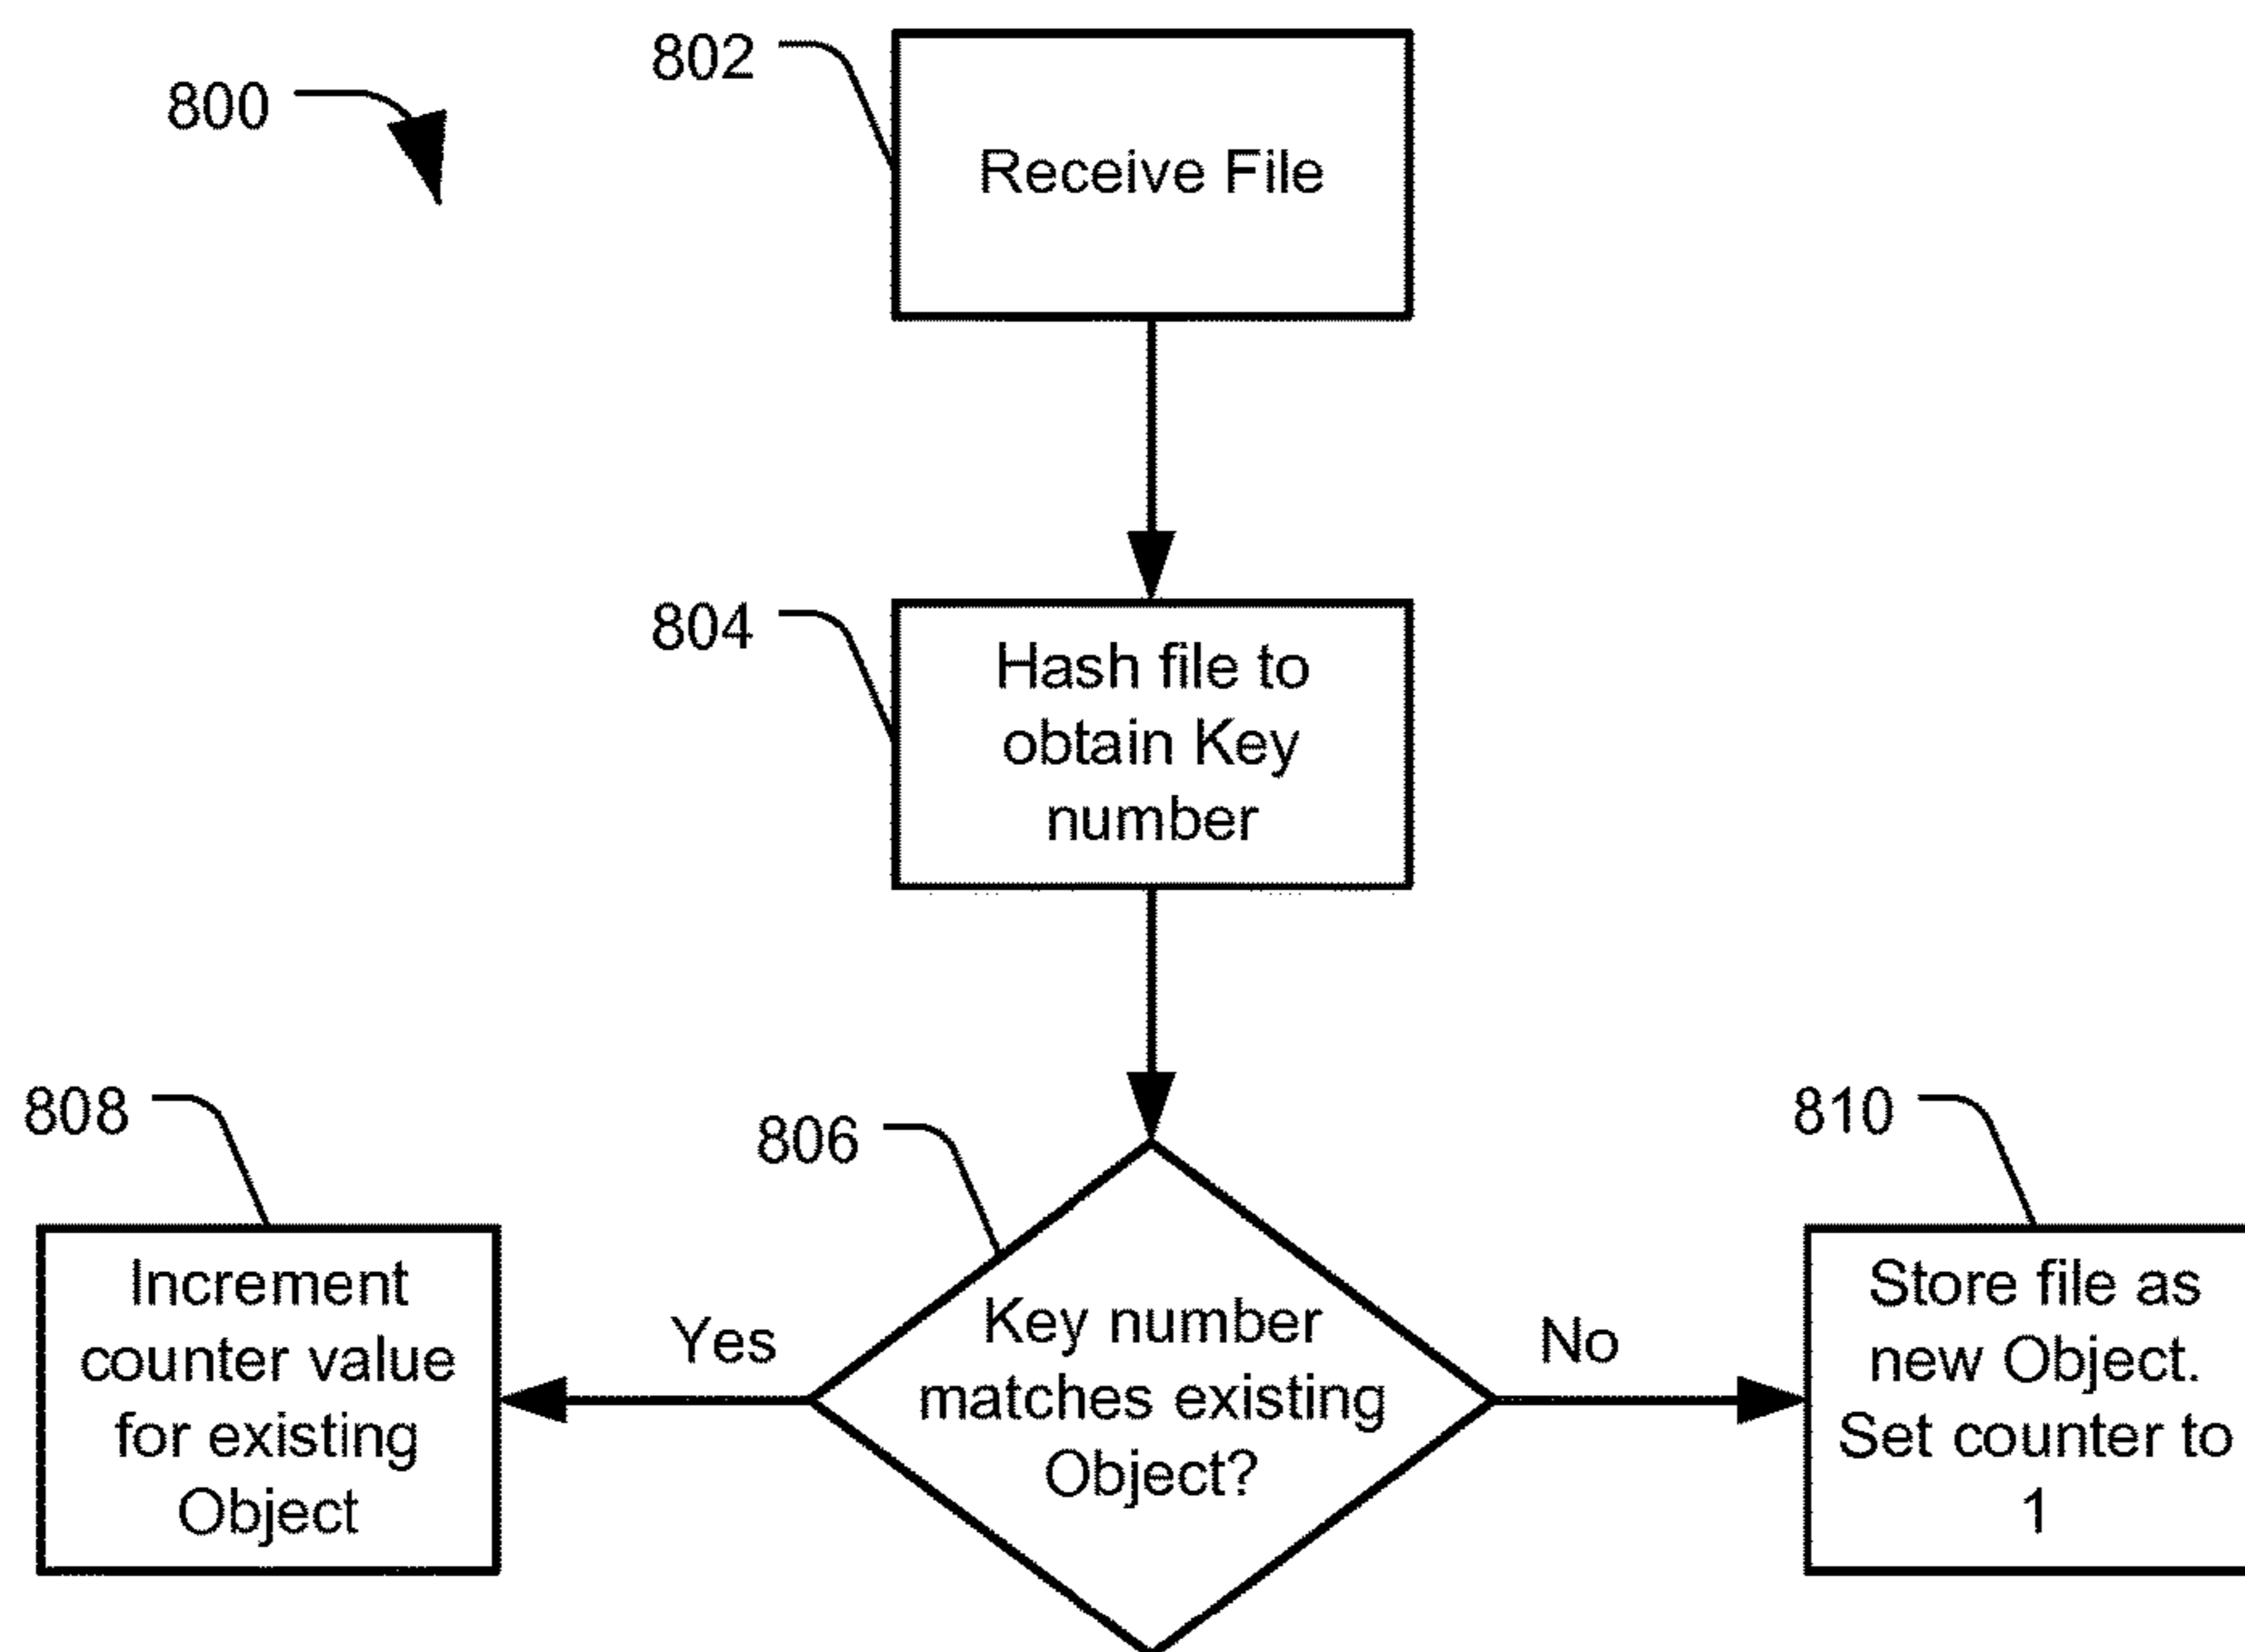 800
802
Receive File
804
Hash file to
obtain Key
number
806
Key number
matches existing
Object?
Yes
No
808
Increment
counter value
for existing
Object
810
Store file as
new Object.
Set counter to
1